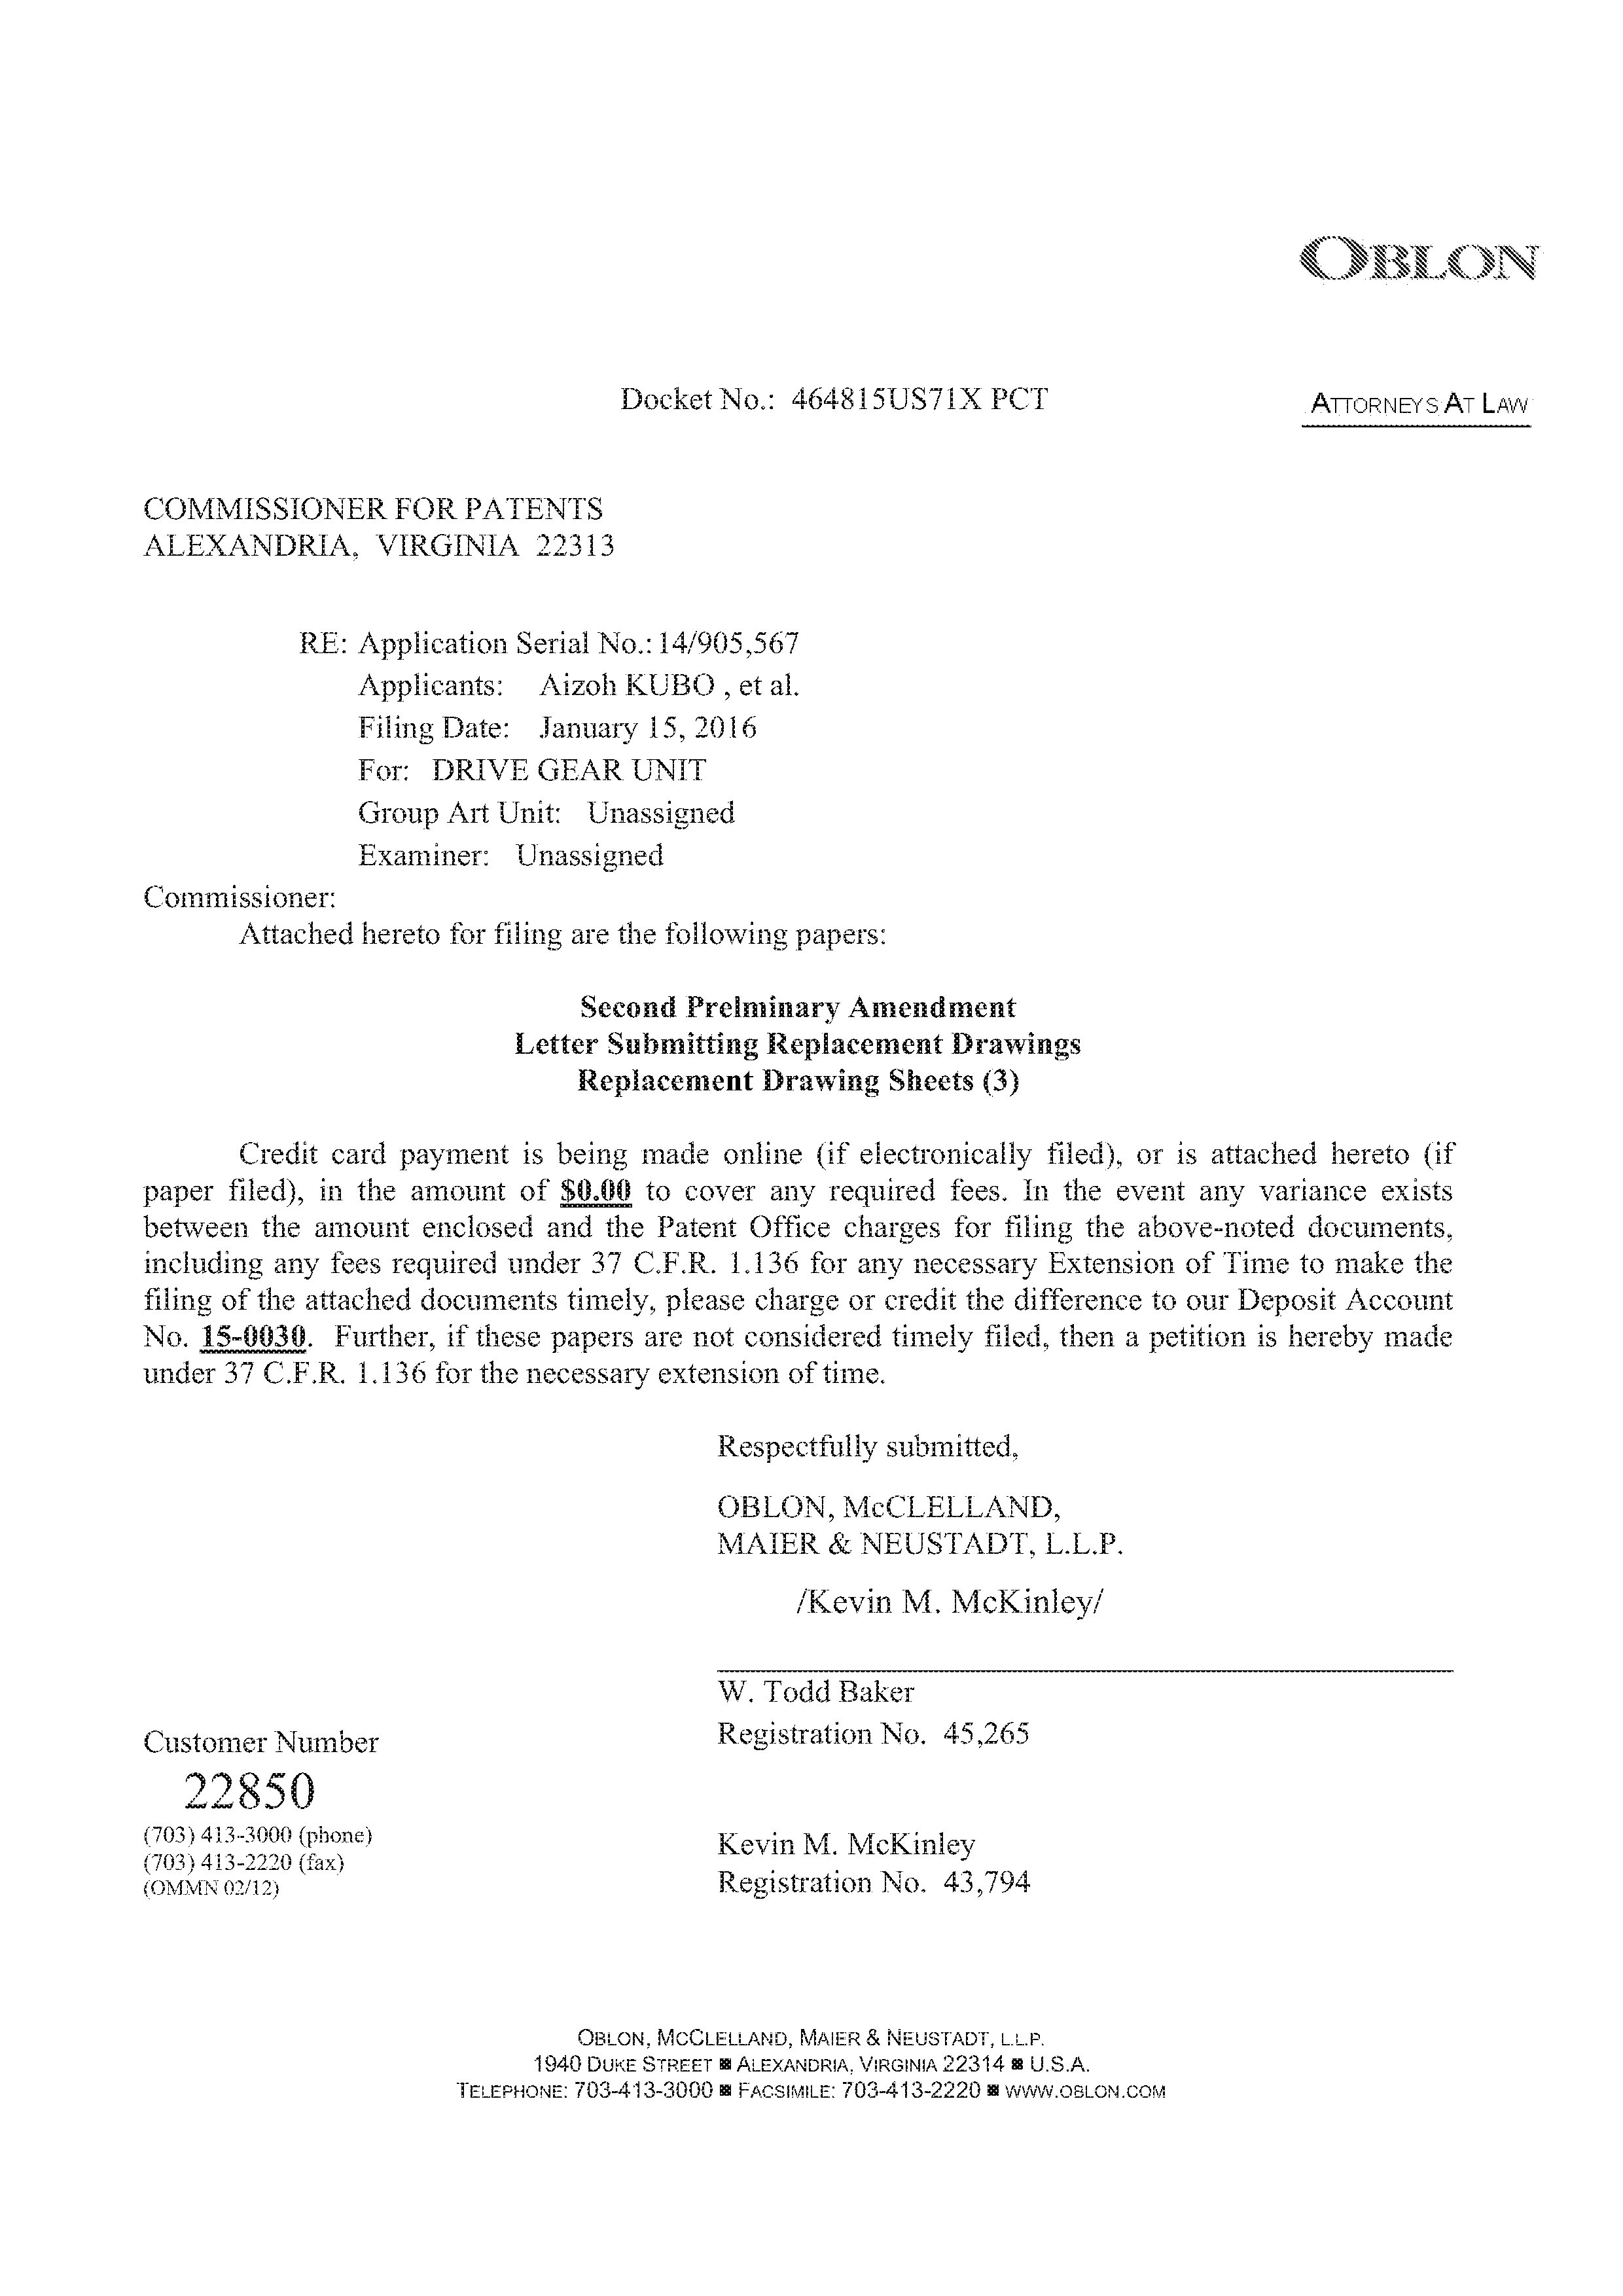 OBLON
Docket No.: 464815US71X PCT
ATTORNEYS AT LAW
COMMISSIONER FOR PATENTS
ALEXANDRIA, VIRGINIA 22313
RE: Application Serial No.: 14/905,567
Applicants: Aizoh KUBO , et al.
Filing Date: January 15, 2016
For: DRIVE GEAR UNIT
Group Art Unit: Unassigned
Examiner: Unassigned
Commissioner:
Attached hereto for filing are the following papers:
Second Prelminary Amendment
Letter Submitting Replacement Drawings
Replacement Drawing Sheets (3)
Credit card payment is being made online (if electronically filed), or is attached hereto (if
paper filed), in the amount of $0.00 to cover any required fees. In the event any variance exists
between the amount enclosed and the Patent Office charges for filing the above-noted documents,
including any fees required under 37 C.F.R. 1.136 for any necessary Extension of Time to make the
filing of the attached documents timely, please charge or credit the difference to our Deposit Account
No. 15-0030. Further, if these papers are not considered timely filed, then a petition is hereby made
under 37 C.F.R. 1.136 for the necessary extension of time.
Respectfully submitted,
OBLON, McCLELLAND,
MAIER & NEUSTADT, L.L.P.
/Kevin M. McKinley/
W. Todd Baker
Registration No. 45,265
Customer Number
22850
(703) 413-3000 (phone)
(703) 413-2220 (fax)
(OMMN 02/12)
Kevin M. McKinley
Registration No. 43,794
OBLON, MCCLELLAND, MAIER & NEUSTADT, L.L.P.
1940 DUKE STREET ■ ALEXANDRIA, VIRGINIA 22314 ■ U.S.A.
TELEPHONE: 703-413-3000 ■ FACSIMILE: 703-413-2220 ■ WWW.OBLON.COM